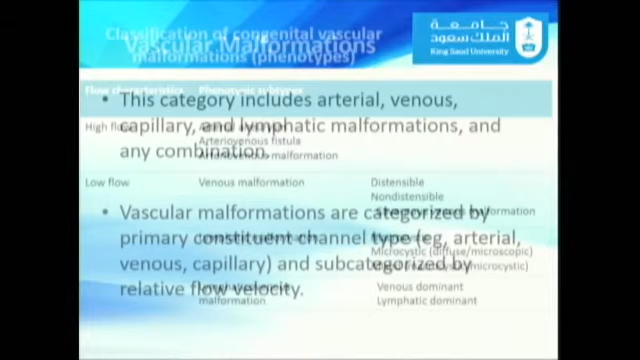 Classification of congenital vascular
malformations (phenotypes)
Vascular Malformations
جامعة
الملك سعود
King Saud University
Flow characteristics Phenotypic subtypes
• This category includes arterial, venous,
capillary, and lymphatic malformations, and
any combination.
High flow
Arteriovenous fistula
Arteriovenous malformation
Low flow Venous malformation Distensible
Nondistensible
• Vascular malformations are categorized by
primary constituent channel type (eg, arterial,
venous, capillary) and subcategorized by
relative flow velocity.
malformation
Microcystic (diffuse/microscopic)
malformation
Venous dominant
Lymphatic dominant